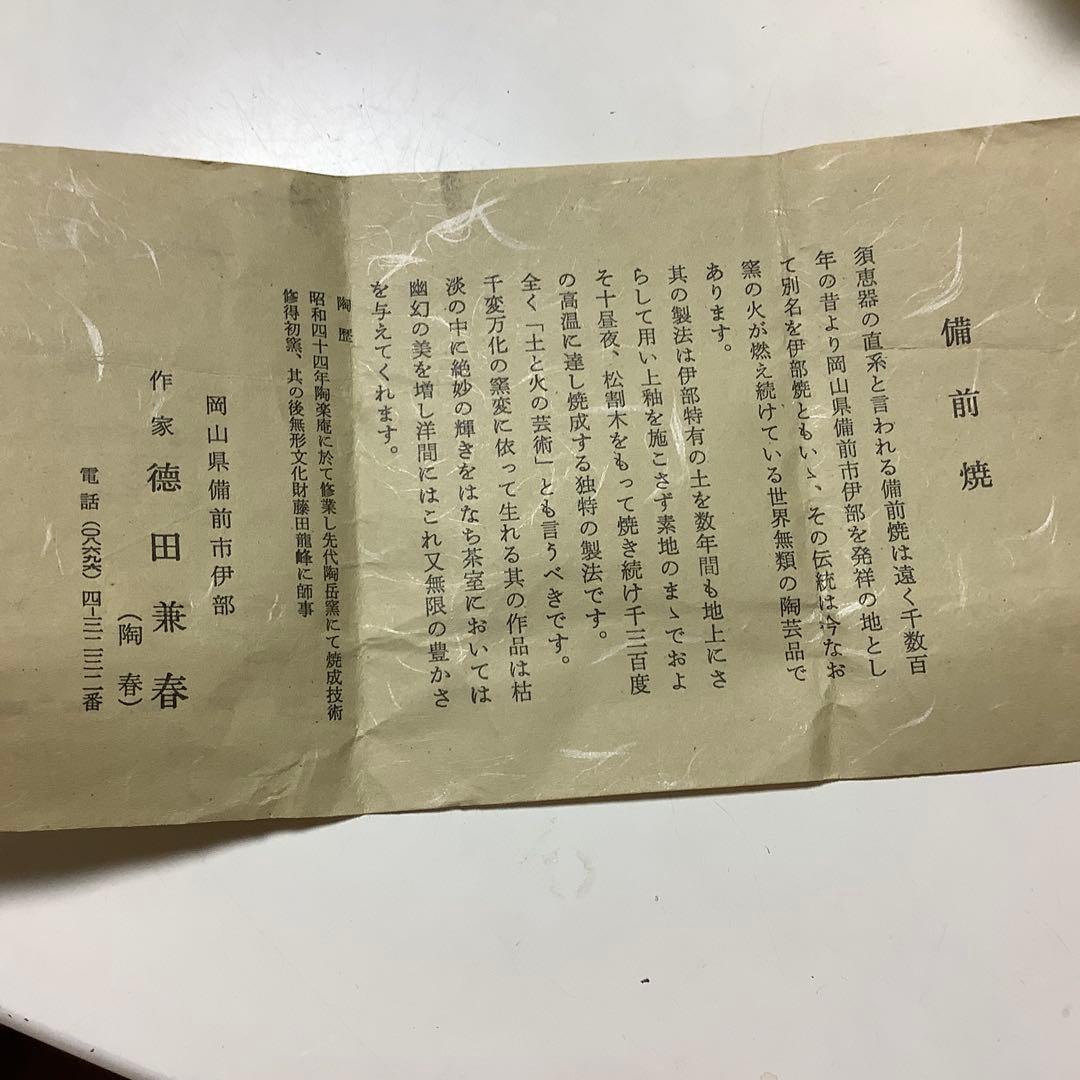 備前焼
須恵器の直系と言われる備前焼は遠く千数百
年の昔より岡山県備前市伊部を発祥の地とし
て別名を伊部焼ともいゝ、その伝統は今なお
窯の火が燃え続けている世界無類の陶芸品で
あります。
其の製法は伊部特有の土を数年間も地上にさ
らして用い上釉を施こさず素地のまゝでおよ
そ十昼夜、松割木をもって焼き続け千三百度
の高温に達し焼成する独特の製法です。
全く「土と火の芸術」とも言うべきです。
千変万化の窯変に依って生れる其の作品は枯
淡の中に絶妙の輝きをはなち茶室においては
幽幻の美を増し洋間にはこれ又無限の豊かさ
を与えてくれます。
陶歴
昭和四十四年陶楽庵に於て修業し先代陶岳窯にて焼成技術
修得初窯、其の後無形文化財藤田龍峰に師事
岡山県備前市伊部
作家 德田兼春
(陶春)
電話(〇八六九六)四-三二三二番